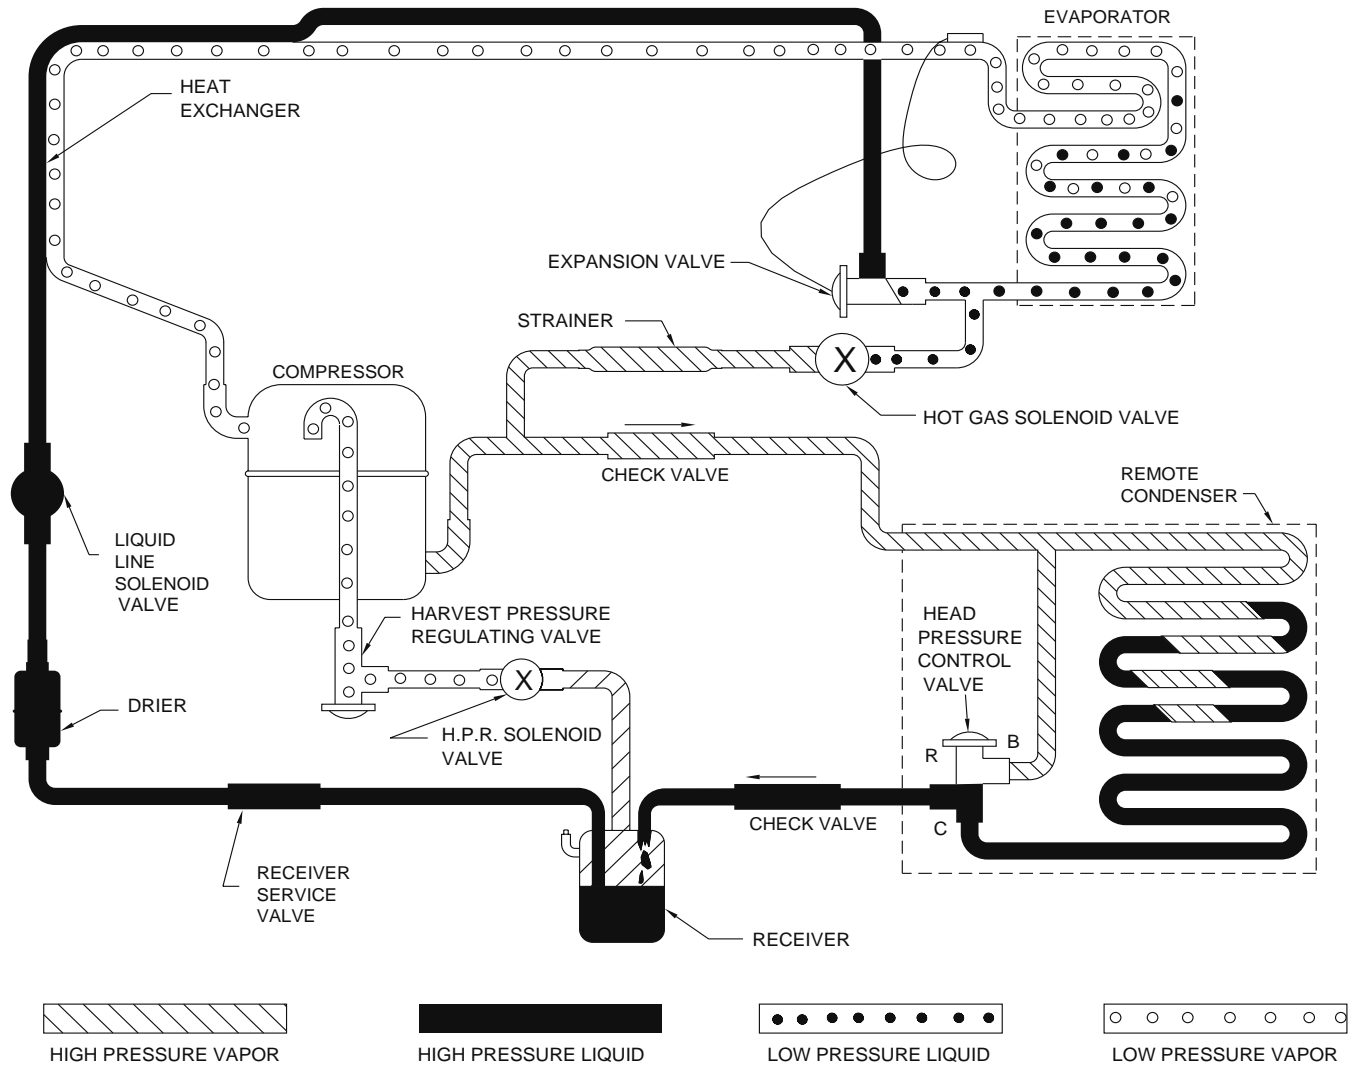 EVAPORATOR
HEAT
EXCHANGER
EXPANSION VALVE
STRAINER
COMPRESSOR
X
HOT GAS SOLENOID VALVE
CHECK VALVE
REMOTE
CONDENSER
LIQUID
LINE
SOLENOID
VALVE
HARVEST PRESSURE
REGULATING VALVE
HEAD
PRESSURE
CONTROL
VALVE
X
DRIER
H.P.R. SOLENOID
VALVE
B
R
C
CHECK VALVE
RECEIVER
SERVICE
VALVE
RECEIVER
HIGH PRESSURE VAPOR
HIGH PRESSURE LIQUID
LOW PRESSURE LIQUID
LOW PRESSURE VAPOR